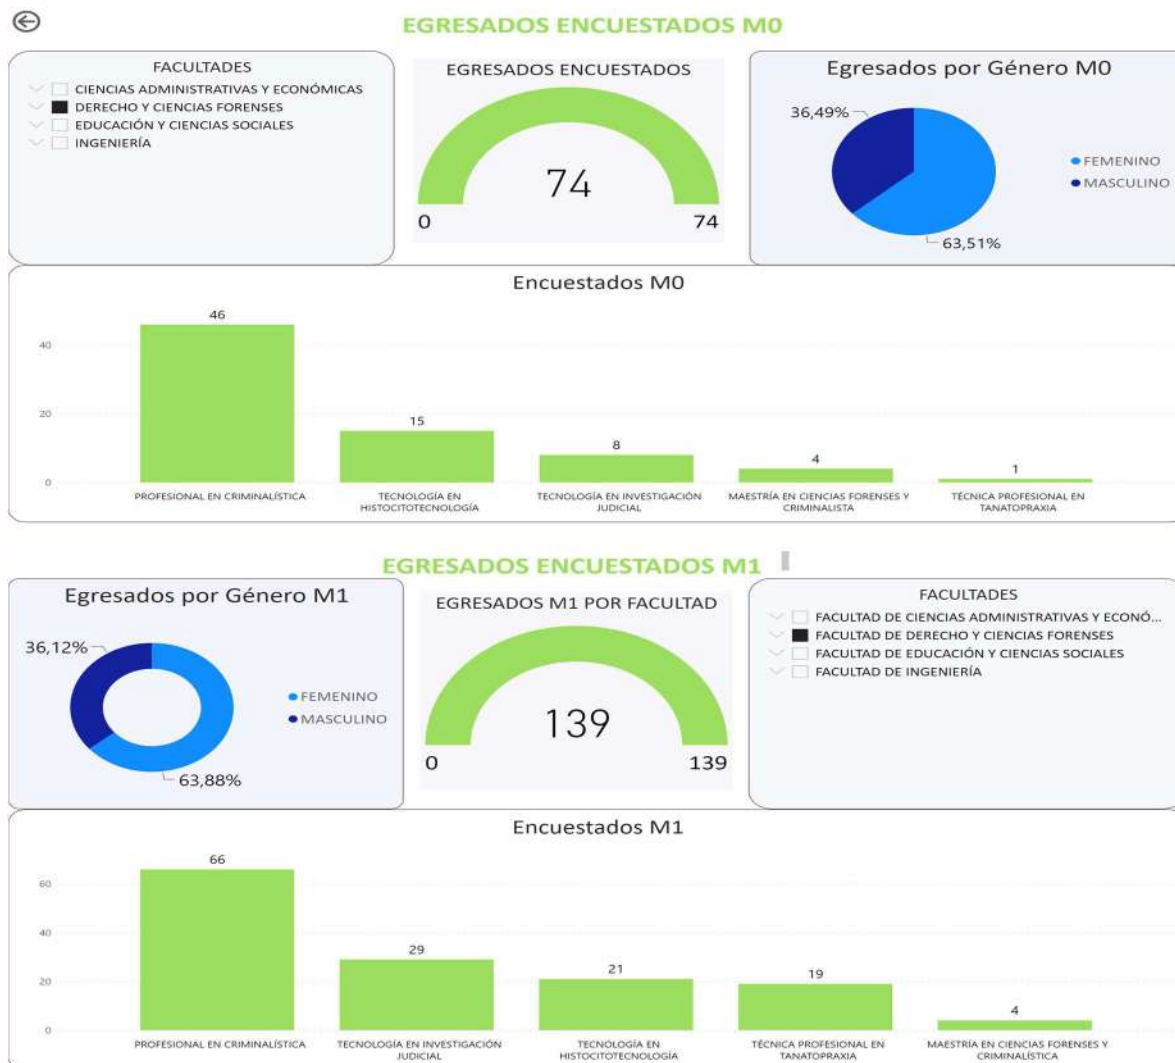 EGRESADOS ENCUESTADOS M0
FACULTADES
CIENCIAS ADMINISTRATIVAS Y ECONÓMICAS
DERECHO Y CIENCIAS FORENSES
EDUCACIÓN Y CIENCIAS SOCIALES
INGENIERÍA
EGRESADOS ENCUESTADOS
74
0
74
Egresados por Género M0
36,49%
FEMENINO
MASCULINO
63,51%
Encuestados M0
46
40
15
20
8
4
1
0
PROFESIONAL EN CRIMINALÍSTICA
TECNOLOGÍA EN
HISTOCITOTECNOLOGÍA
TECNOLOGÍA EN INVESTIGACIÓN
JUDICIAL
MAESTRÍA EN CIENCIAS FORENSES Y
CRIMINALISTA
TÉCNICA PROFESIONAL EN
TANATOPRAXIA
EGRESADOS ENCUESTADOS M1
Egresados por Género M1
36,12%
FEMENINO
MASCULINO
63,88%
EGRESADOS M1 POR FACULTAD
139
0
139
FACULTADES
FACULTAD DE CIENCIAS ADMINISTRATIVAS Y ECONÓ...
FACULTAD DE DERECHO Y CIENCIAS FORENSES
FACULTAD DE EDUCACIÓN Y CIENCIAS SOCIALES
FACULTAD DE INGENIERÍA
Encuestados M1
66
60
40
29
21
19
20
4
0
PROFESIONAL EN CRIMINALÍSTICA
TECNOLOGÍA EN INVESTIGACIÓN
JUDICIAL
TECNOLOGÍA EN
HISTOCITOTECNOLOGÍA
TÉCNICA PROFESIONAL EN
TANATOPRAXIA
MAESTRÍA EN CIENCIAS FORENSES Y
CRIMINALÍSTICA